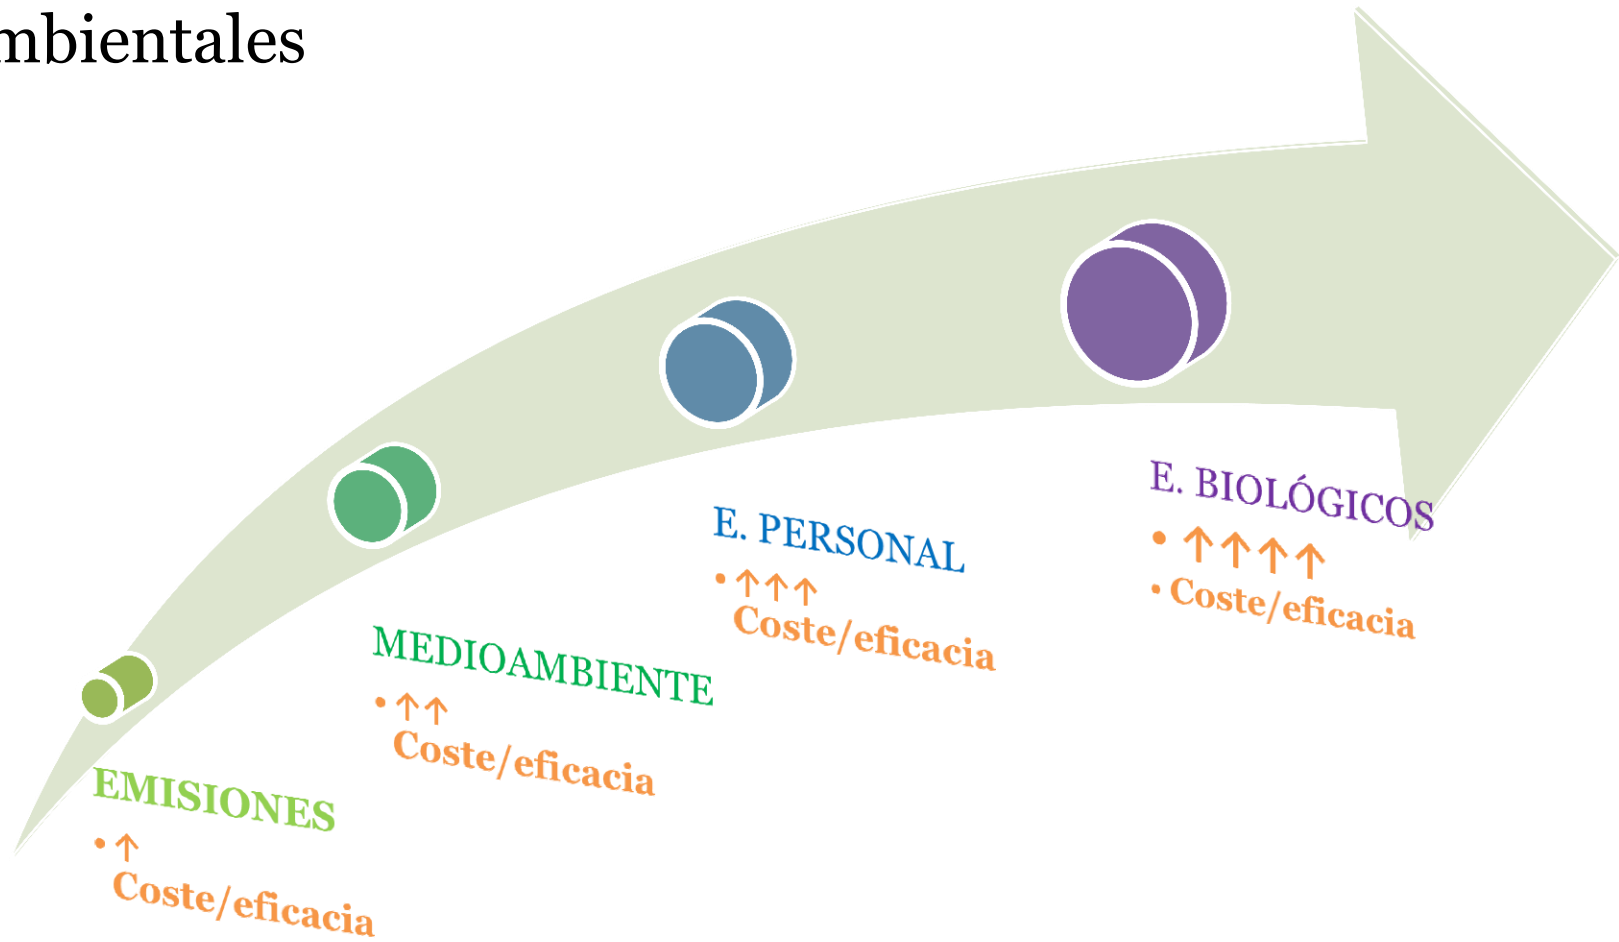 mbientales
EMISIONES
• ↑
Coste/eficacia
MEDIOAMBIENTE
• ↑↑
Coste/eficacia
E. PERSONAL
• ↑↑↑
Coste/eficacia
E. BIOLÓGICOS
• ↑↑↑↑
• Coste/eficacia